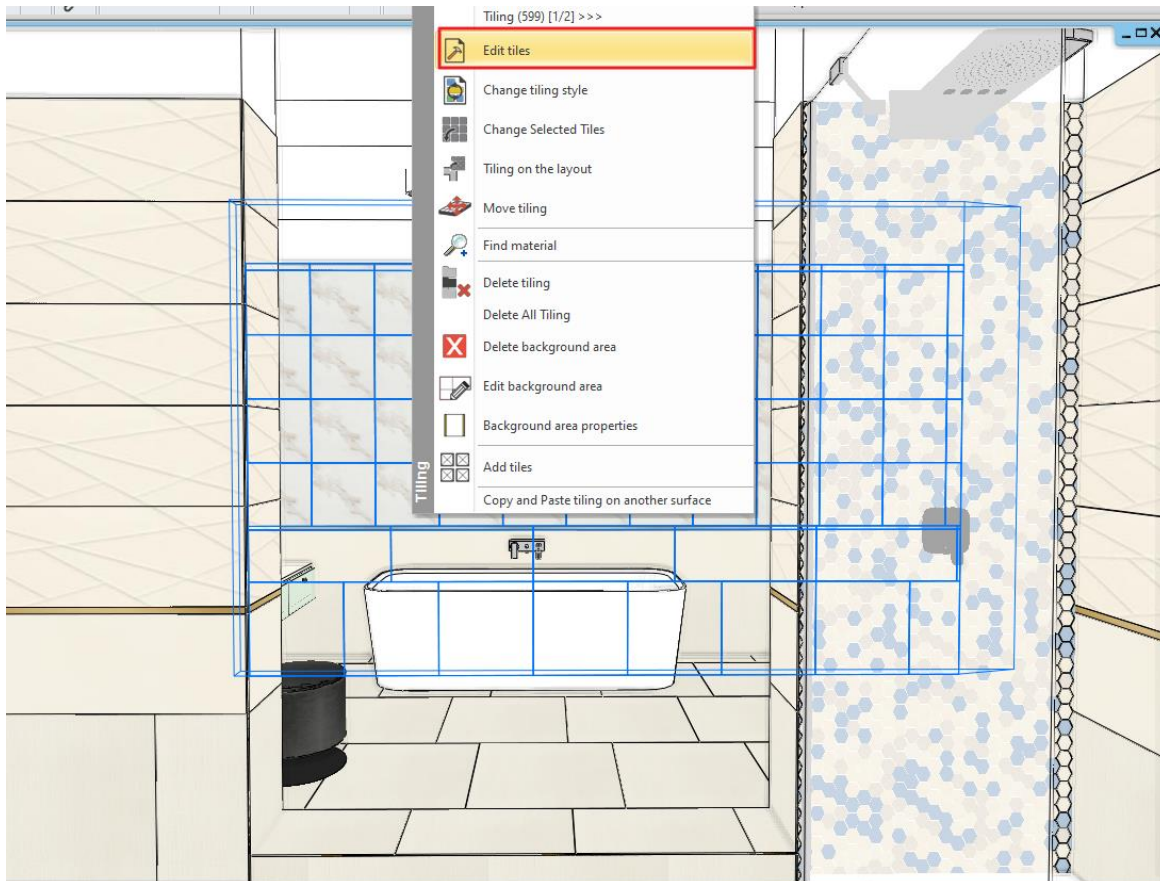 Tiling (599) [1/2] >>>
Edit tiles
Change tiling style
Change Selected Tiles
Tiling on the layout
Move tiling
Find material
Delete tiling
Delete All Tiling
Delete background area
Edit background area
Background area properties
Add tiles
Copy and Paste tiling on another surface
Tiling